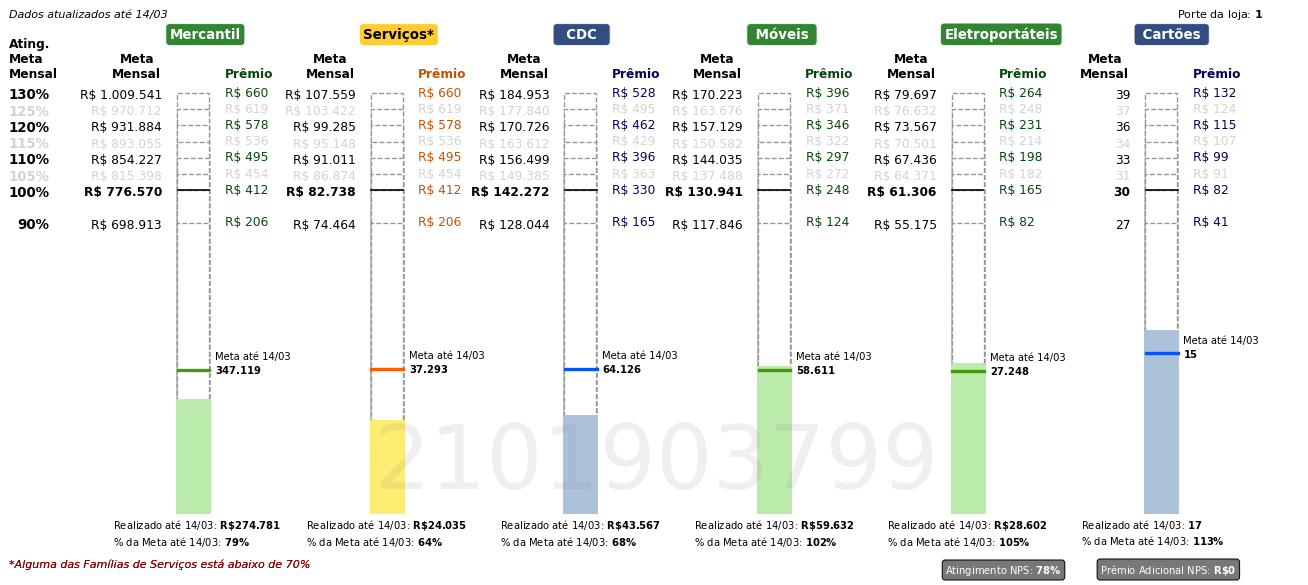 Dados atualizados até 14/03 Porte da loja: 1
Mercantil Serviços* CDC Móveis Eletroportáteis Cartões
Ating. Meta Mensal Meta Mensal Prêmio Meta Mensal Prêmio Meta Mensal Prêmio Meta Mensal Prêmio Meta Mensal Prêmio Meta Mensal Prêmio
130% R$ 1.009.541 R$ 660 R$ 107.559 R$ 660 R$ 184.953 R$ 528 R$ 170.223 R$ 396 R$ 79.697 R$ 264 39 R$ 132
125% R$ 970.712 R$ 619 R$ 103.422 R$ 619 R$ 177.840 R$ 495 R$ 163.676 R$ 371 R$ 76.632 R$ 248 37 R$ 124
120% R$ 931.884 R$ 578 R$ 99.285 R$ 578 R$ 170.726 R$ 462 R$ 157.129 R$ 346 R$ 73.567 R$ 231 36 R$ 115
115% R$ 893.055 R$ 536 R$ 95.148 R$ 536 R$ 163.612 R$ 429 R$ 150.582 R$ 322 R$ 70.501 R$ 214 34 R$ 107
110% R$ 854.227 R$ 495 R$ 91.011 R$ 495 R$ 156.499 R$ 396 R$ 144.035 R$ 297 R$ 67.436 R$ 198 33 R$ 99
105% R$ 815.398 R$ 454 R$ 86.874 R$ 454 R$ 149.385 R$ 363 R$ 137.488 R$ 272 R$ 64.371 R$ 182 31 R$ 91
100% R$ 776.570 R$ 412 R$ 82.738 R$ 412 R$ 142.272 R$ 330 R$ 130.941 R$ 248 R$ 61.306 R$ 165 30 R$ 82
90% R$ 698.913 R$ 206 R$ 74.464 R$ 206 R$ 128.044 R$ 165 R$ 117.846 R$ 124 R$ 55.175 R$ 82 27 R$ 41
Meta até 14/03 Meta até 14/03 Meta até 14/03 Meta até 14/03 Meta até 14/03 Meta até 14/03
347.119 37.293 64.126 58.611 27.248 15
2101903799
Realizado até 14/03: R$274.781 Realizado até 14/03: R$24.035 Realizado até 14/03: R$43.567 Realizado até 14/03: R$59.632 Realizado até 14/03: R$28.602 Realizado até 14/03: 17
% da Meta até 14/03: 79% % da Meta até 14/03: 64% % da Meta até 14/03: 68% % da Meta até 14/03: 102% % da Meta até 14/03: 105% % da Meta até 14/03: 113%
*Alguma das Famílias de Serviços está abaixo de 70% Atingimento NPS: 78% Prêmio Adicional NPS: R$0